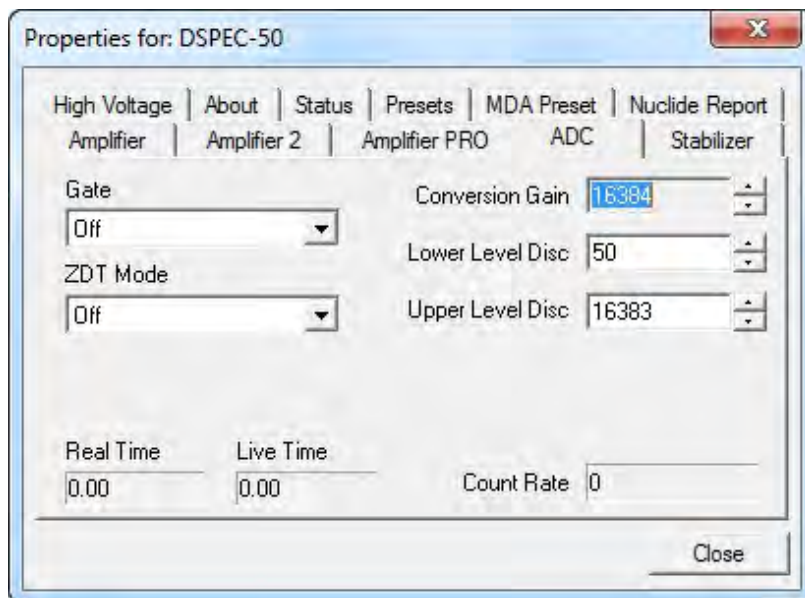 Properties for: DSPEC-50
High Voltage About Status Presets MDA Preset Nuclide Report
Amplifier Amplifier 2 Amplifier PRO ADC Stabilizer
Gate
Off
ZDT Mode
Off
Conversion Gain 16384
Lower Level Disc 50
Upper Level Disc 16383
Real Time Live Time
0.00 0.00
Count Rate 0
Close